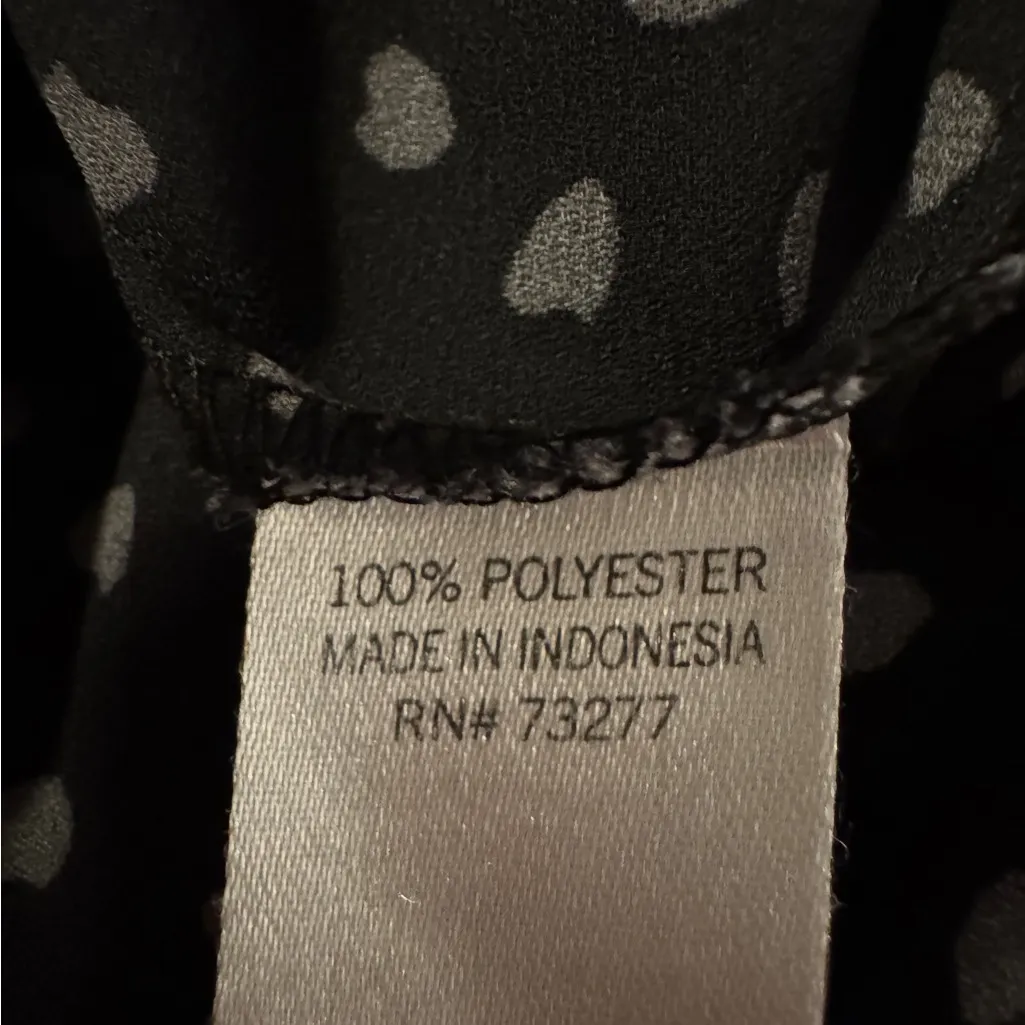 100% POLYESTER
MADE IN INDONESIA
RN# 73277